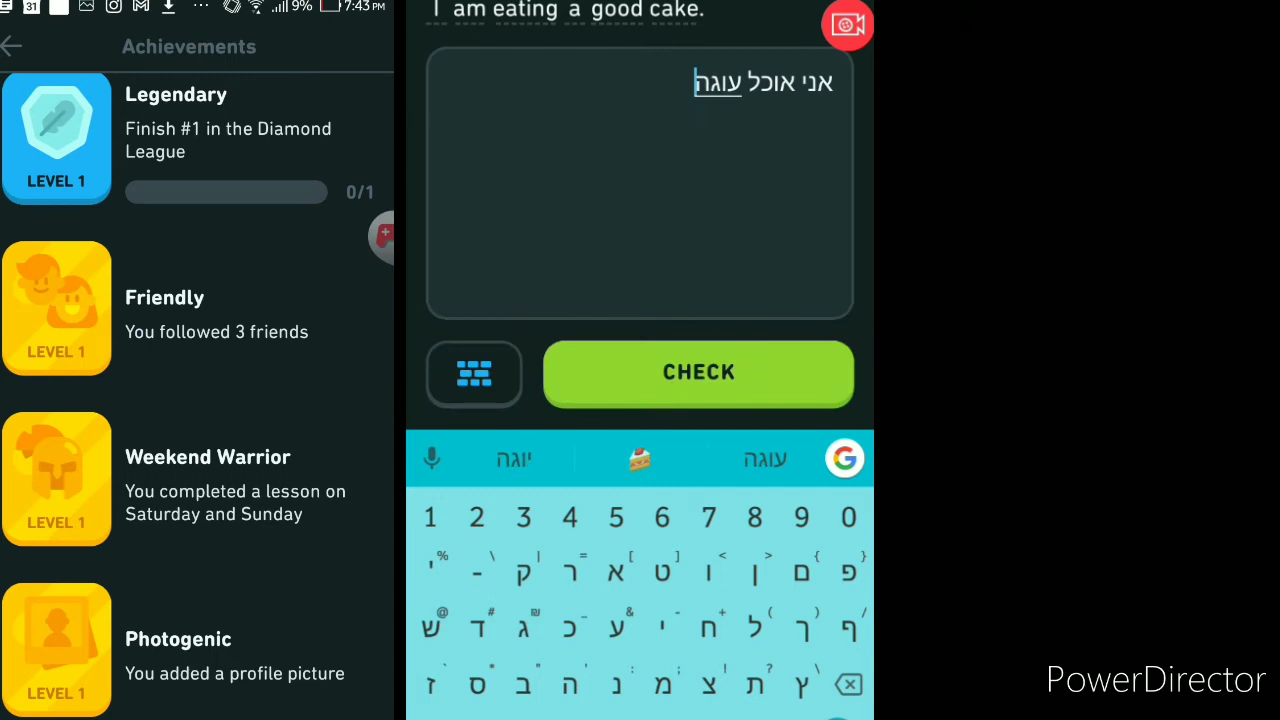 31
9%
7:43 PM
Achievements
Legendary
Finish #1 in the Diamond
League
LEVEL 1
0/1
Friendly
You followed 3 friends
LEVEL 1
Weekend Warrior
You completed a lesson on
Saturday and Sunday
LEVEL 1
Photogenic
You added a profile picture
LEVEL 1
I am eating a good cake.
אני אוכל עוגה
CHECK
יוגה
עוגה
G
1 2 3 4 5 6 7 8 9 0
% \ | = [ ] < > { }
' - ק ר א ט ו ן ם פ
@ # ₪ _ & - + ( ) /
ש ד ג כ ע י ח ל ך ף
` * " ' : ; ! ? \
ז ס ב ה נ מ צ ת ץ
PowerDirector